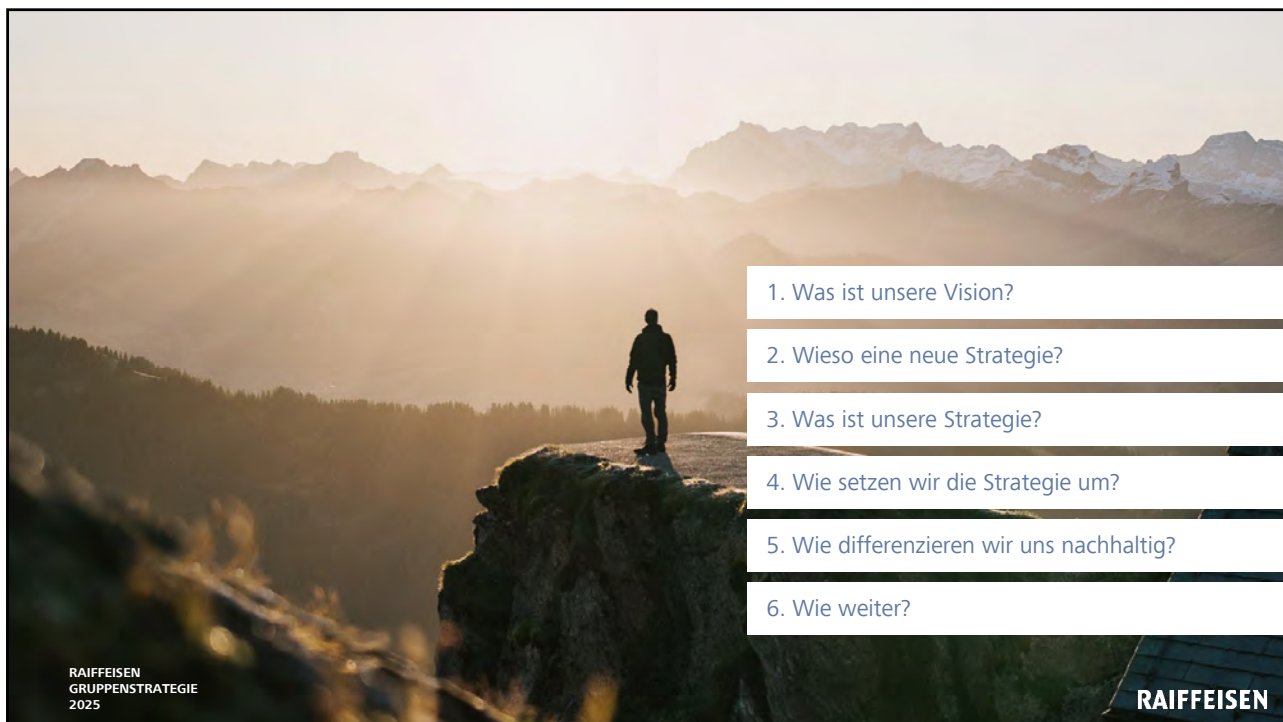 1. Was ist unsere Vision?
2. Wieso eine neue Strategie?
3. Was ist unsere Strategie?
4. Wie setzen wir die Strategie um?
5. Wie differenzieren wir uns nachhaltig?
6. Wie weiter?
RAIFFEISEN
GRUPPENSTRATEGIE
2025
RAIFFEISEN